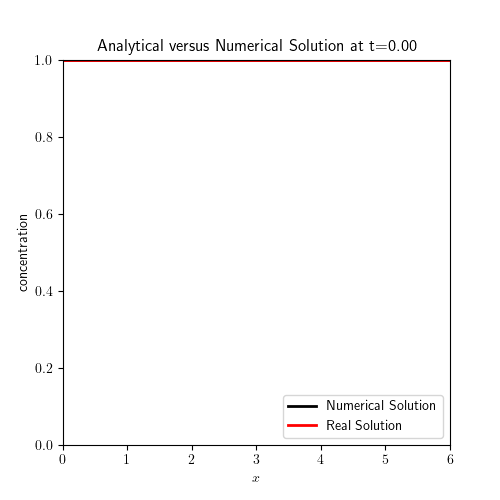 Analytical versus Numerical Solution at t=0.00
1.0
0.8
0.6
0.4
0.2
0.0
concentration
0 1 2 3 4 5 6
x
Numerical Solution
Real Solution